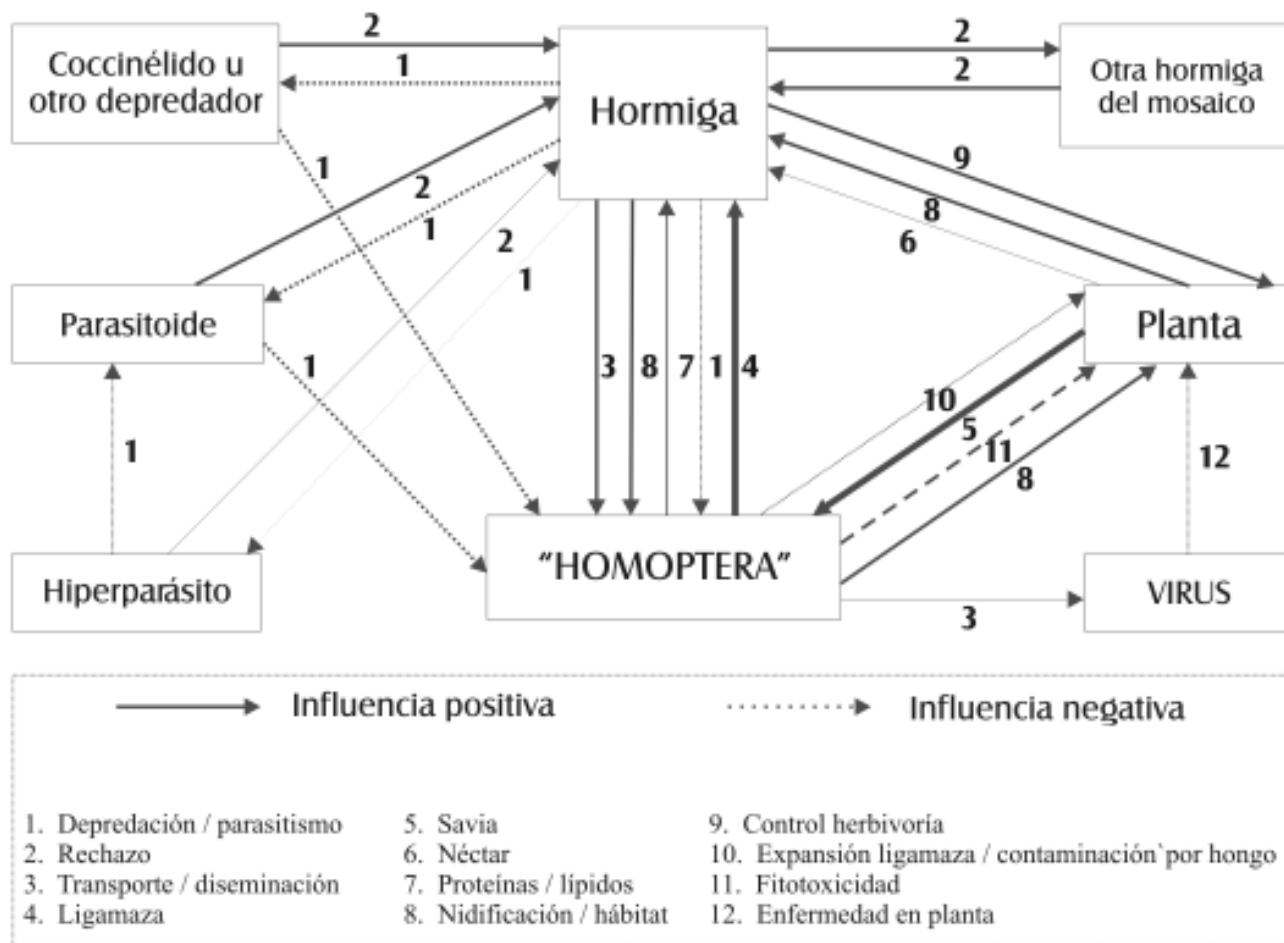 Coccinélido u
otro depredador
Hormiga
Otra hormiga
del mosaico
2
1
2
2
1
9
2
8
1
6
2
1
Parasitoide
Planta
1
3
8
7
1
4
10
5
11
8
1
12
Hiperparásito
"HOMOPTERA"
VIRUS
3
Influencia positiva
Influencia negativa
1. Depredación / parasitismo
2. Rechazo
3. Transporte / diseminación
4. Ligamaza
5. Savia
6. Néctar
7. Proteínas / lípidos
8. Nidificación / hábitat
9. Control herbivoría
10. Expansión ligamaza / contaminación`por hongo
11. Fitotoxicidad
12. Enfermedad en planta